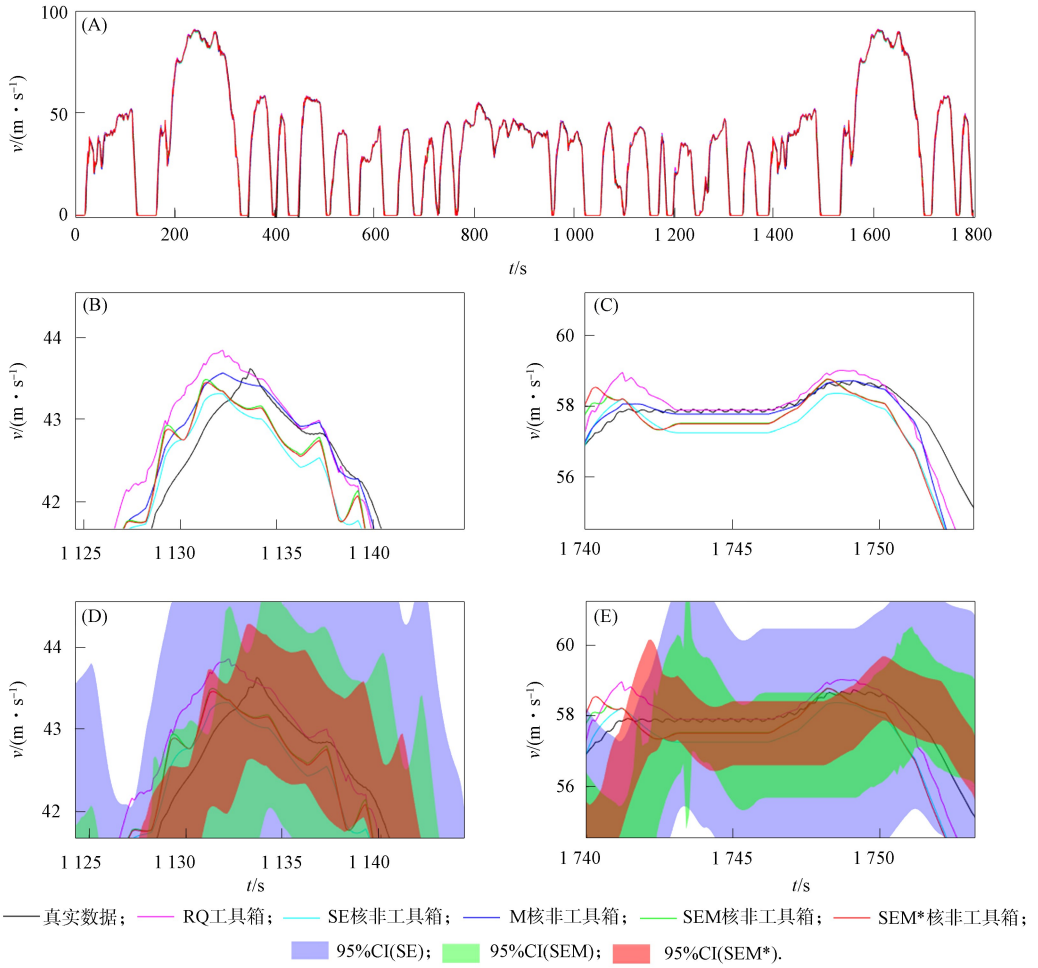 (A)
100
50
0
v/(m · s⁻¹)
0 200 400 600 800 1 000 1 200 1 400 1 600 1 800
t/s
(B)
44
43
42
v/(m · s⁻¹)
1 125 1 130 1 135 1 140
(C)
60
58
56
v/(m · s⁻¹)
1 740 1 745 1 750
(D)
44
43
42
v/(m · s⁻¹)
1 125 1 130 1 135 1 140
t/s
(E)
60
58
56
v/(m · s⁻¹)
1 740 1 745 1 750
t/s
真实数据； RQ工具箱； SE核非工具箱； M核非工具箱； SEM核非工具箱； SEM*核非工具箱；
95%CI(SE)； 95%CI(SEM)； 95%CI(SEM*).